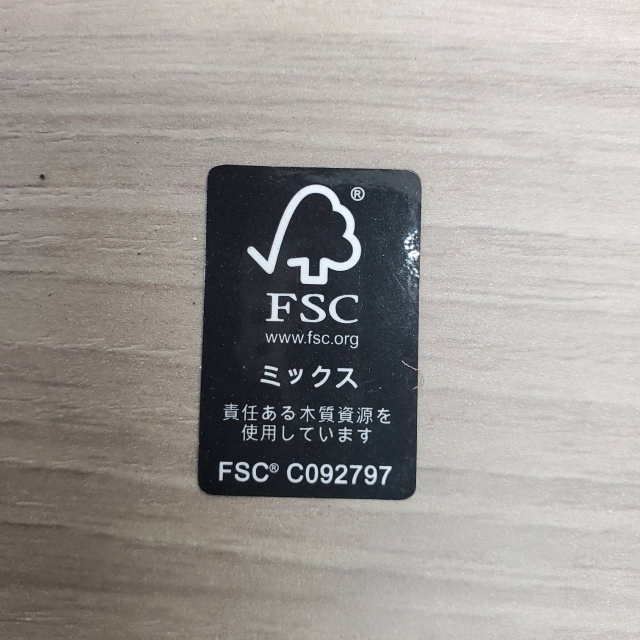 ®
FSC
www.fsc.org
ミックス
責任ある木質資源を
使用しています
FSC® C092797